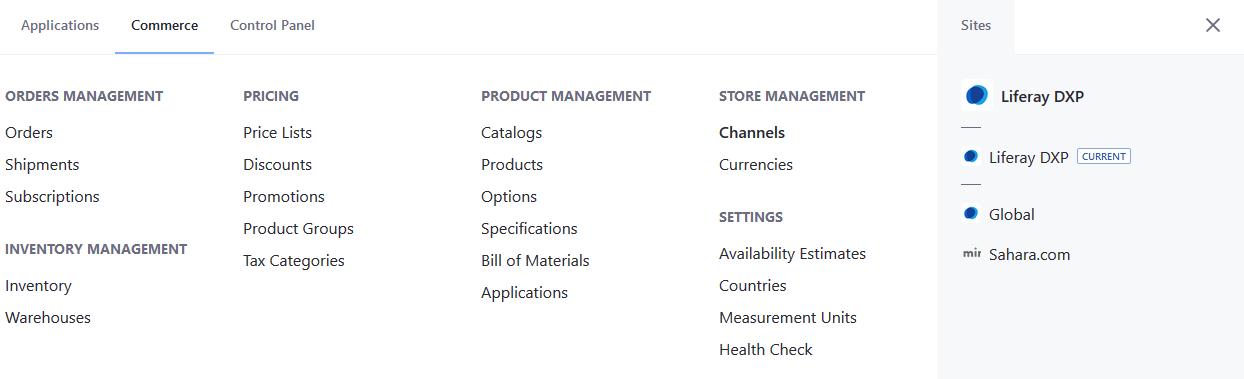 Applications Commerce Control Panel
ORDERS MANAGEMENT
Orders
Shipments
Subscriptions
INVENTORY MANAGEMENT
Inventory
Warehouses
PRICING
Price Lists
Discounts
Promotions
Product Groups
Tax Categories
PRODUCT MANAGEMENT
Catalogs
Products
Options
Specifications
Bill of Materials
Applications
STORE MANAGEMENT
Channels
Currencies
SETTINGS
Availability Estimates
Countries
Measurement Units
Health Check
Sites
Liferay DXP
Liferay DXP CURRENT
Global
Sahara.com